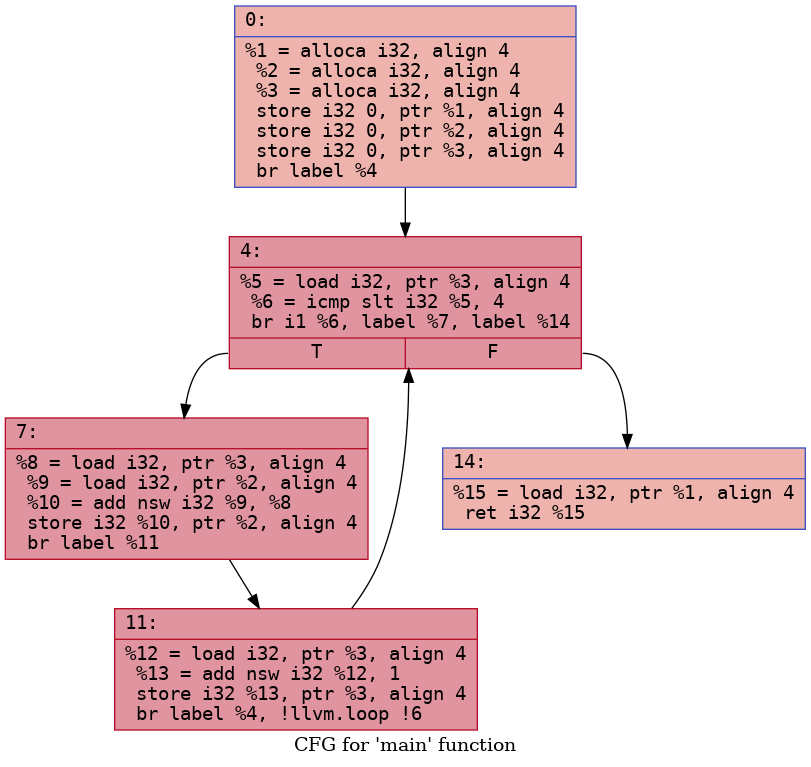 0:
%1 = alloca i32, align 4
%2 = alloca i32, align 4
%3 = alloca i32, align 4
store i32 0, ptr %1, align 4
store i32 0, ptr %2, align 4
store i32 0, ptr %3, align 4
br label %4
4:
%5 = load i32, ptr %3, align 4
%6 = icmp slt i32 %5, 4
br i1 %6, label %7, label %14
T F
7:
%8 = load i32, ptr %3, align 4
%9 = load i32, ptr %2, align 4
%10 = add nsw i32 %9, %8
store i32 %10, ptr %2, align 4
br label %11
14:
%15 = load i32, ptr %1, align 4
ret i32 %15
11:
%12 = load i32, ptr %3, align 4
%13 = add nsw i32 %12, 1
store i32 %13, ptr %3, align 4
br label %4, !llvm.loop !6
CFG for 'main' function